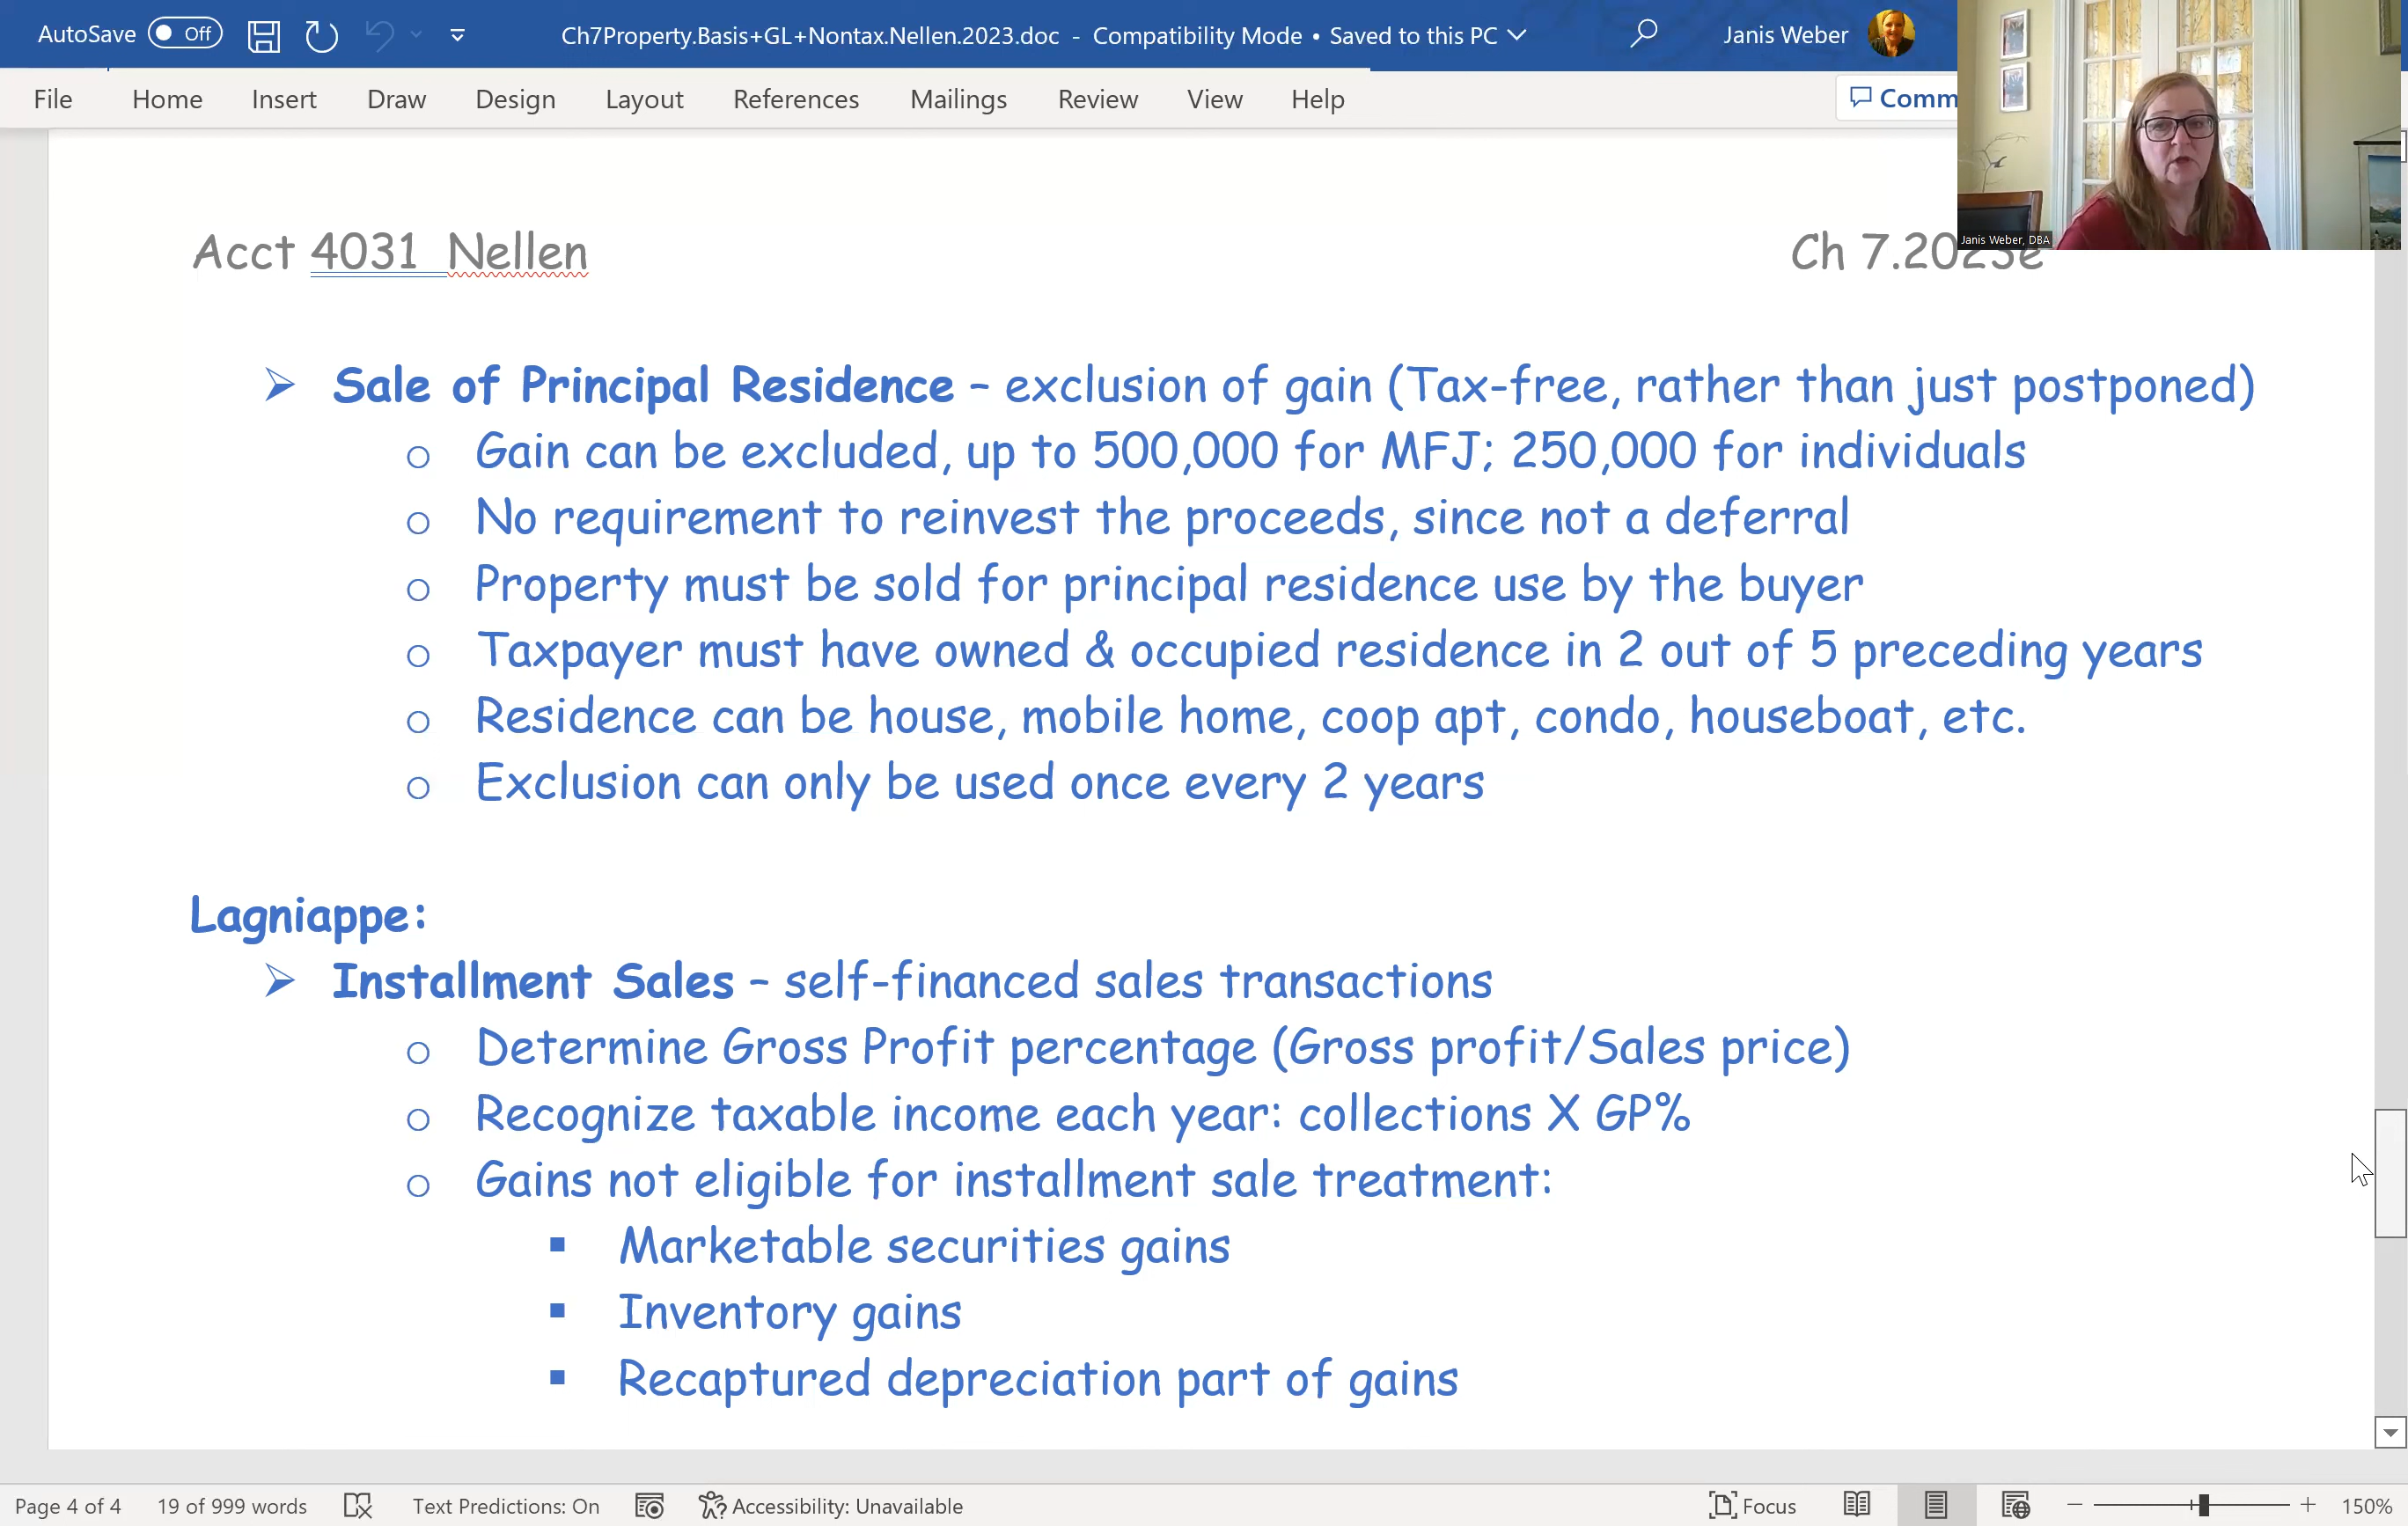 AutoSave Off Ch7Property.Basis+GL+Nontax.Nellen.2023.doc - Compatibility Mode • Saved to this PC Janis Weber
File Home Insert Draw Design Layout References Mailings Review View Help Comm
Janis Weber, DBA
Acct 4031 Nellen Ch 7.2023e
➢ Sale of Principal Residence – exclusion of gain (Tax-free, rather than just postponed)
o Gain can be excluded, up to 500,000 for MFJ; 250,000 for individuals
o No requirement to reinvest the proceeds, since not a deferral
o Property must be sold for principal residence use by the buyer
o Taxpayer must have owned & occupied residence in 2 out of 5 preceding years
o Residence can be house, mobile home, coop apt, condo, houseboat, etc.
o Exclusion can only be used once every 2 years
Lagniappe:
➢ Installment Sales – self-financed sales transactions
o Determine Gross Profit percentage (Gross profit/Sales price)
o Recognize taxable income each year: collections X GP%
o Gains not eligible for installment sale treatment:
▪ Marketable securities gains
▪ Inventory gains
▪ Recaptured depreciation part of gains
Page 4 of 4 19 of 999 words Text Predictions: On Accessibility: Unavailable Focus 150%